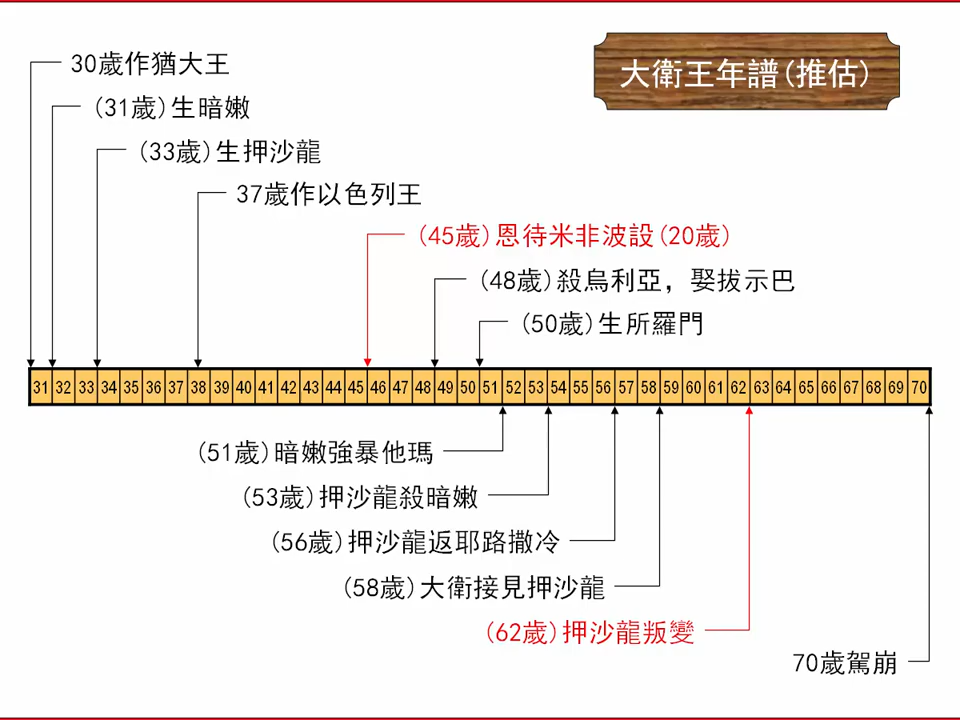 大衛王年譜(推估)
30歲作猶大王
(31歲)生暗嫩
(33歲)生押沙龍
37歲作以色列王
(45歲)恩待米非波設(20歲)
(48歲)殺烏利亞，娶拔示巴
(50歲)生所羅門
31 32 33 34 35 36 37 38 39 40 41 42 43 44 45 46 47 48 49 50 51 52 53 54 55 56 57 58 59 60 61 62 63 64 65 66 67 68 69 70
(51歲)暗嫩強暴他瑪
(53歲)押沙龍殺暗嫩
(56歲)押沙龍返耶路撒冷
(58歲)大衛接見押沙龍
(62歲)押沙龍叛變
70歲駕崩